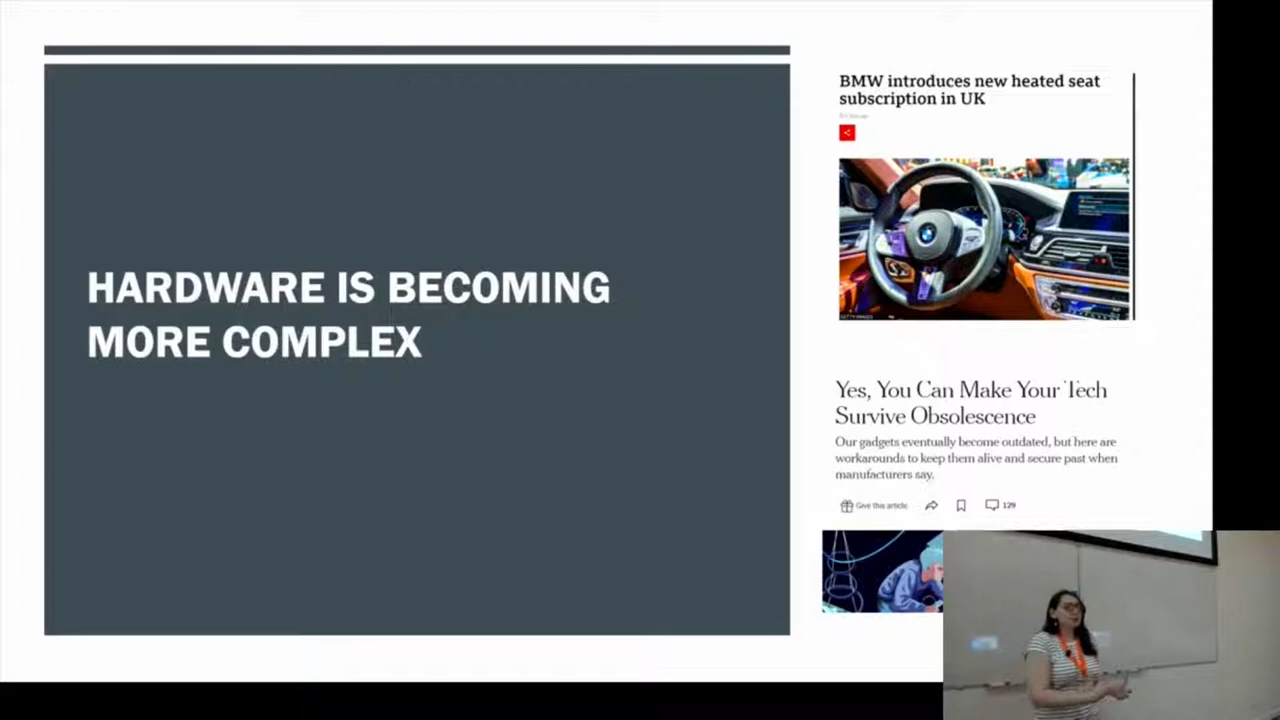 HARDWARE IS BECOMING
MORE COMPLEX
BMW introduces new heated seat
subscription in UK
GETTY IMAGES
Yes, You Can Make Your Tech
Survive Obsolescence
Our gadgets eventually become outdated, but here are
workarounds to keep them alive and secure past when
manufacturers say.
Give this article
129